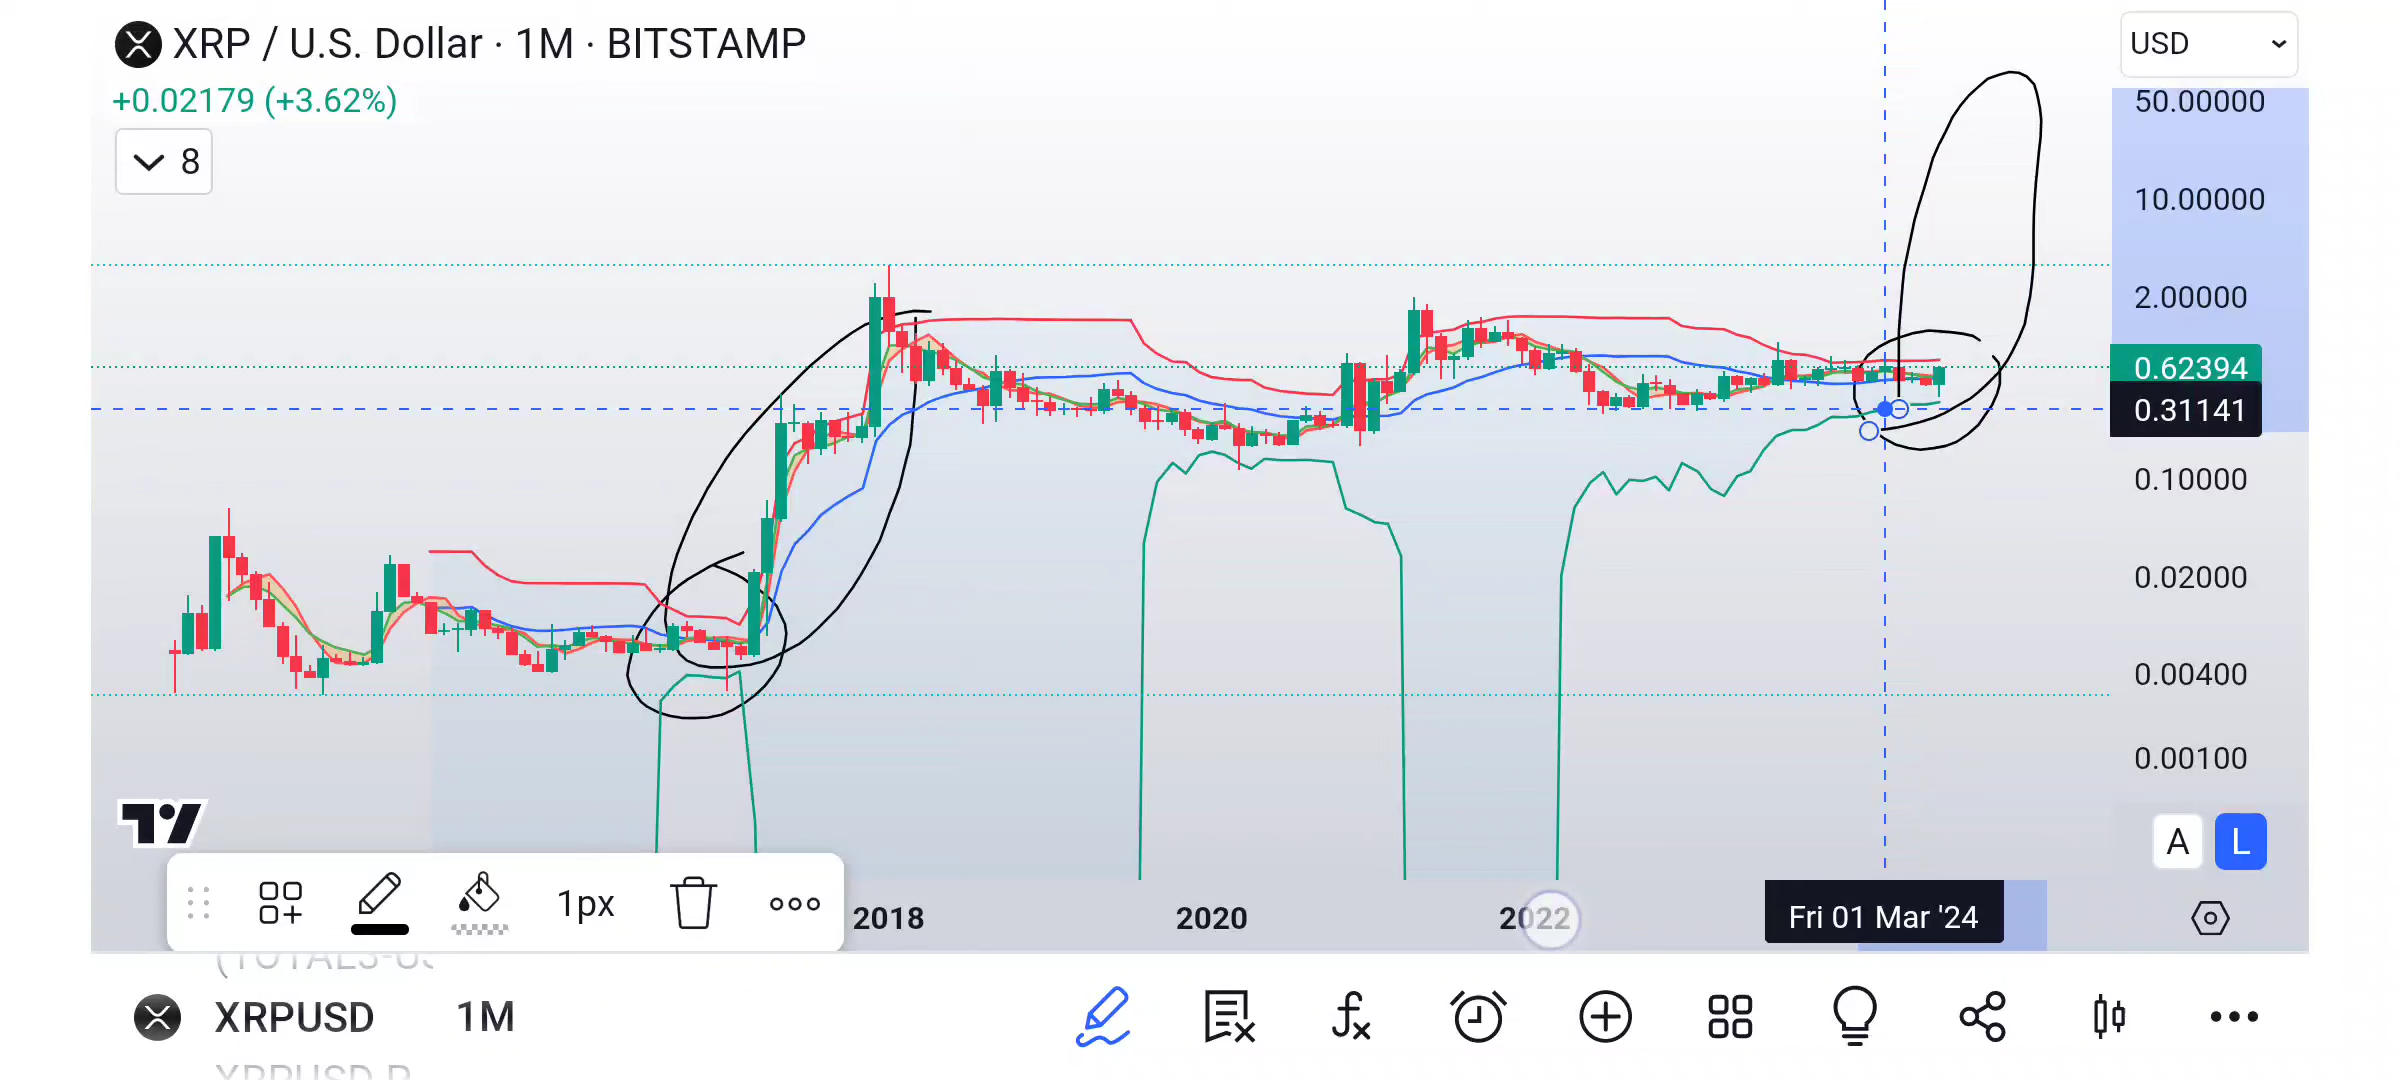 XRP / U.S. Dollar · 1M · BITSTAMP
USD
+0.02179 (+3.62%)
8
50.00000
10.00000
2.00000
0.62394
0.31141
0.10000
0.02000
0.00400
0.00100
A
L
1px
2018
2020
2022
Fri 01 Mar '24
XRPUSD
1M